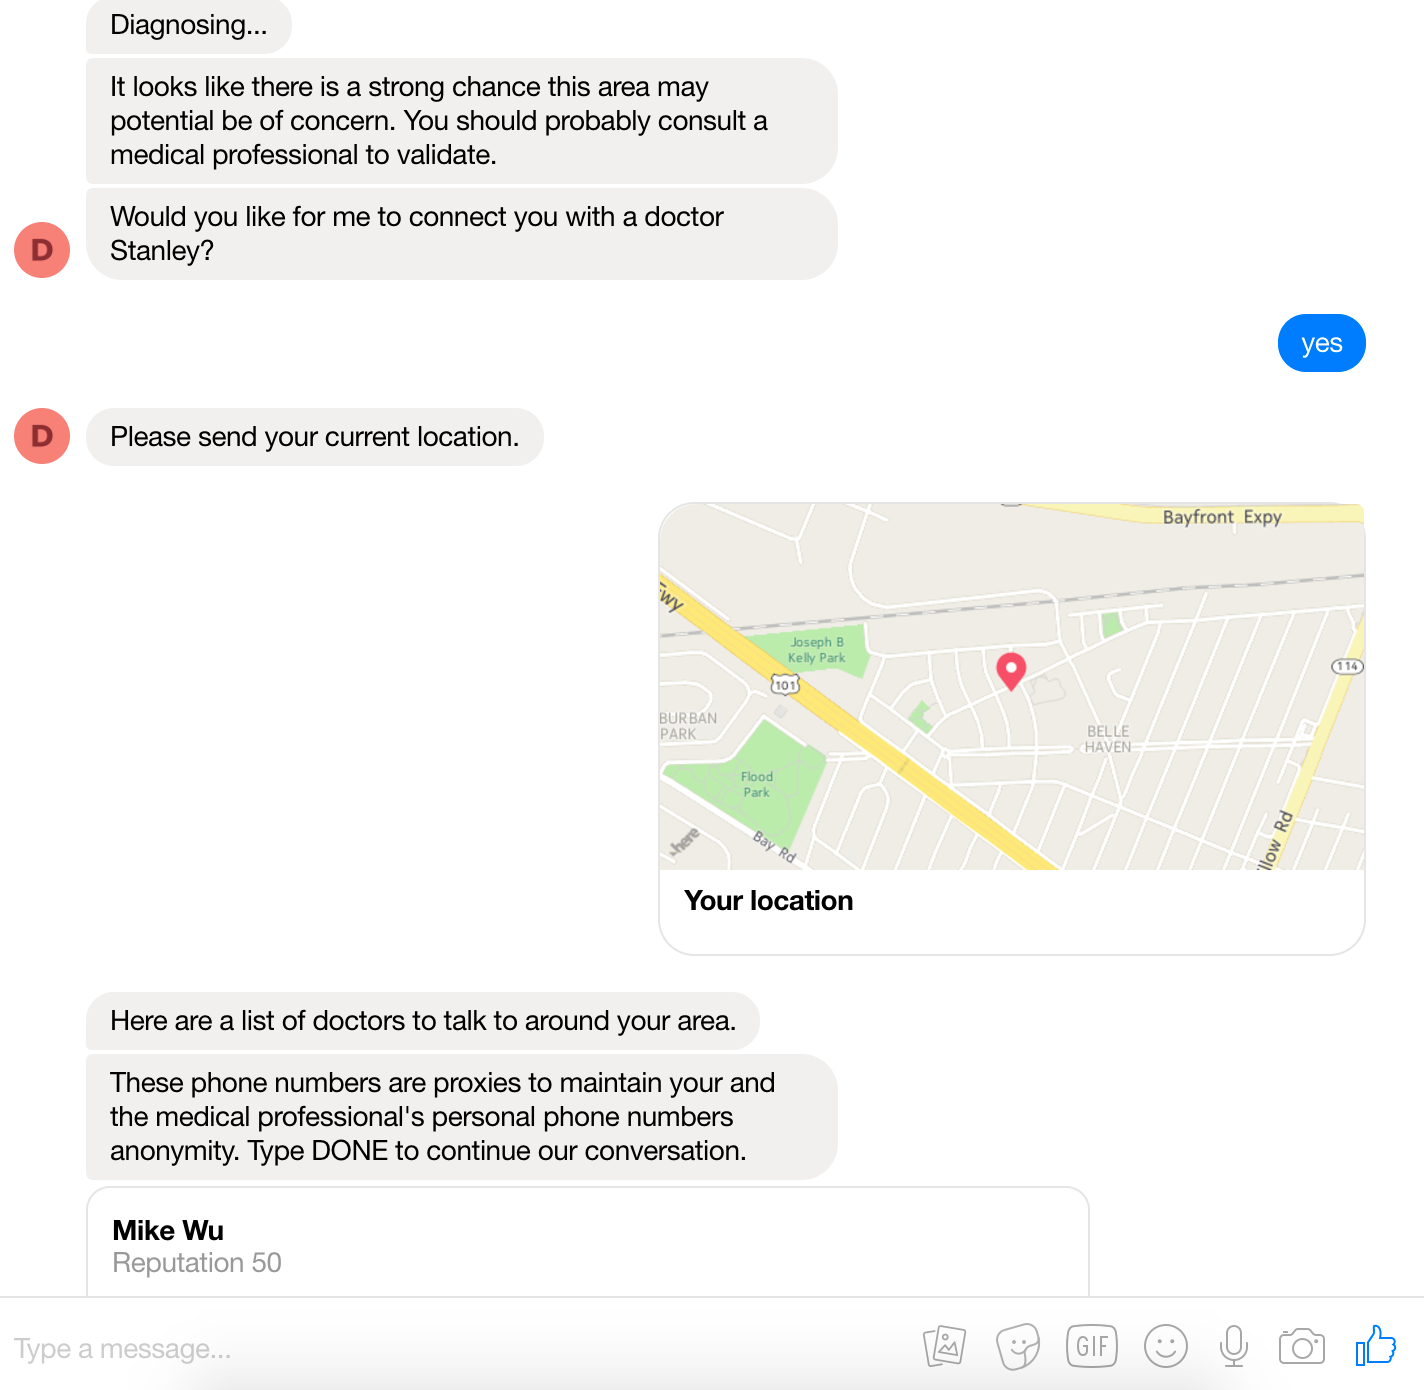 Diagnosing...
It looks like there is a strong chance this area may
potential be of concern. You should probably consult a
medical professional to validate.
Would you like for me to connect you with a doctor
Stanley?
D
yes
D
Please send your current location.
Bayfront Expy
Fwy
Joseph B
Kelly Park
101
114
BURBAN
PARK
BELLE
HAVEN
Flood
Park
here
Bay Rd
illow Rd
Your location
Here are a list of doctors to talk to around your area.
These phone numbers are proxies to maintain your and
the medical professional's personal phone numbers
anonymity. Type DONE to continue our conversation.
Mike Wu
Reputation 50
Type a message...
GIF